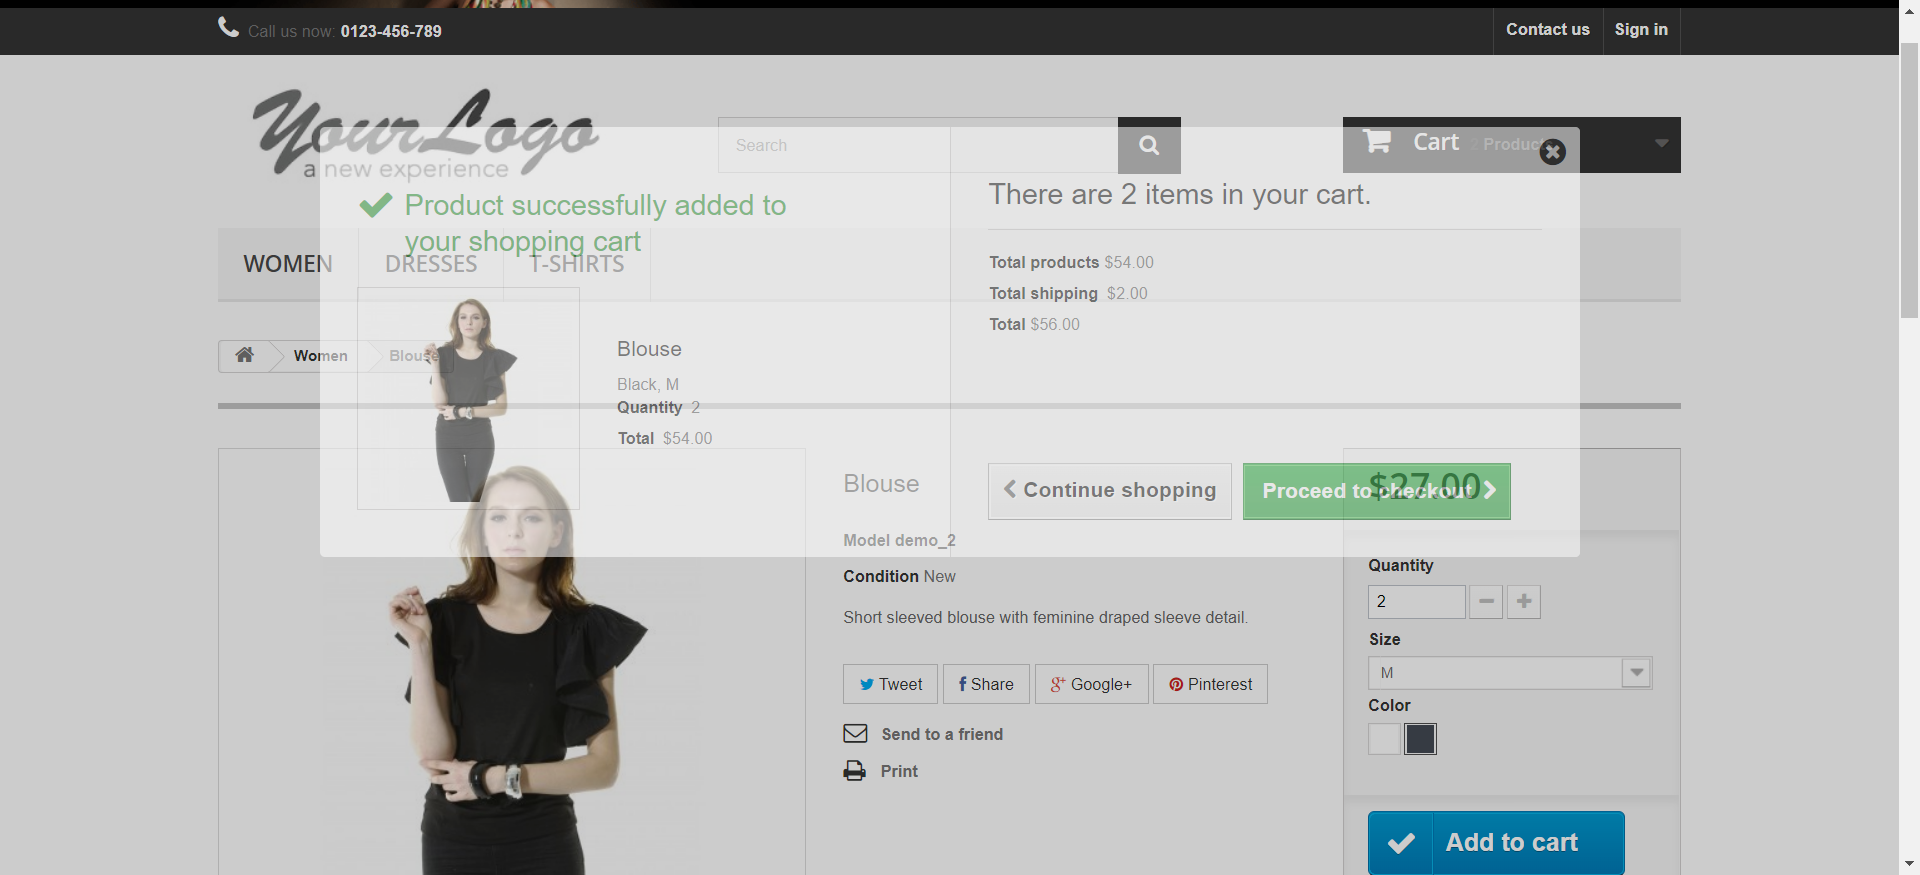 Call us now: 0123-456-789
Contact us
Sign in
YourLogo
a new experience
Search
Cart 2 Products
Product successfully added to
your shopping cart
There are 2 items in your cart.
WOMEN
DRESSES
T-SHIRTS
Total products $54.00
Total shipping $2.00
Total $56.00
Women
Blouse
Blouse
Black, M
Quantity 2
Total $54.00
Blouse
Continue shopping
Proceed to checkout
$27.00
Model demo_2
Condition New
Short sleeved blouse with feminine draped sleeve detail.
Tweet
Share
Google+
Pinterest
Send to a friend
Print
Quantity
2
Size
M
Color
Add to cart